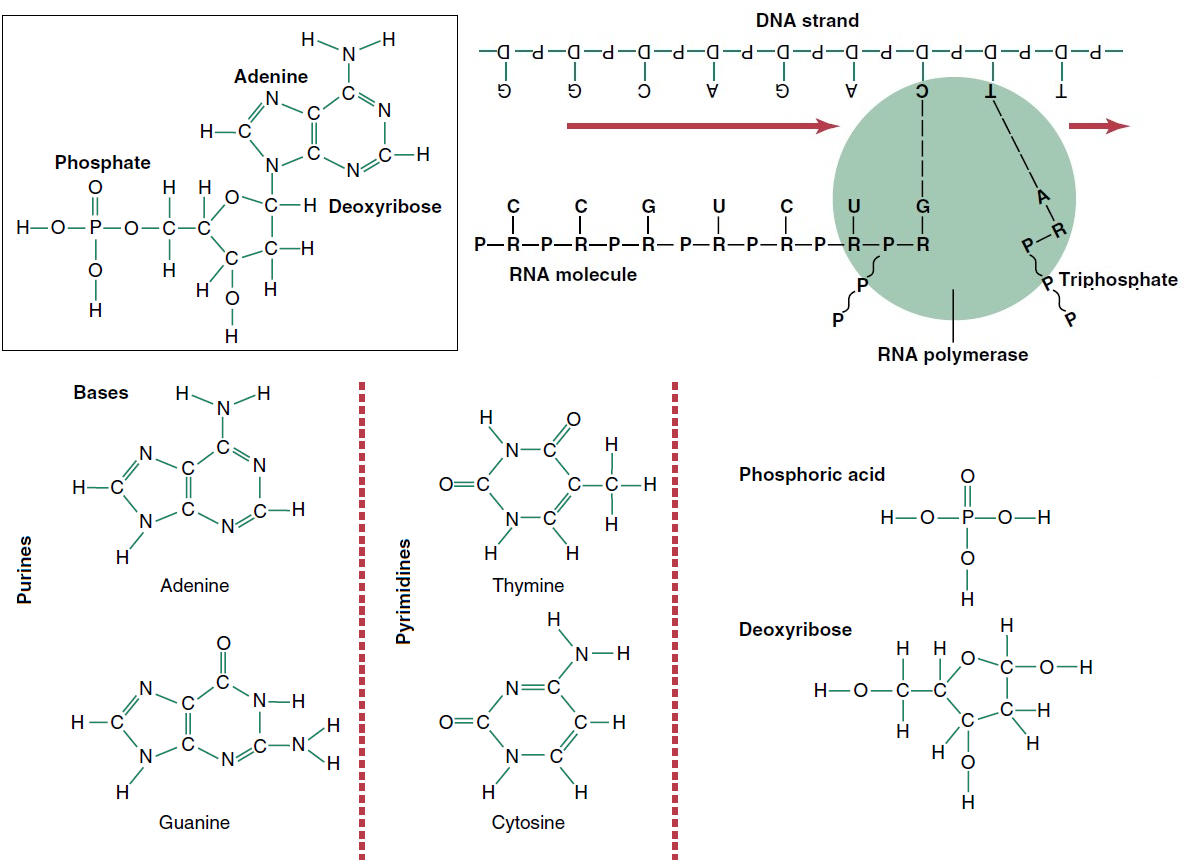 H H
N
Adenine
N C N
C
H—C
C C—H
N N
Phosphate
O H H O C—H Deoxyribose
H—O—P—O—C—C
C C—H
O H H O H
H H
DNA strand
D—P—D—P—D—P—D—P—D—P—D—P—D—P—D—P—D—P
G G C A G A C T T
C C G U C U G A
P—R—P—R—P—R—P—R—P—R—P—R—P—R P—R
RNA molecule
P P Triphosphate
P P
RNA polymerase
Bases
H H
N
C
N C N
H—C
C C—H
N N
H
Adenine
Purines
O
C
N C N—H
H—C H
C C—N
N N H
H
Guanine
H O
N—C H
O=C C—C—H
N—C H
H H
Thymine
Pyrimidines
H
N—H
N=C
O=C C—H
N—C
H H
Cytosine
Phosphoric acid
O
H—O—P—O—H
O
H
Deoxyribose
H
H H O C—O—H
H—O—C—C
C C—H
H H O H
H